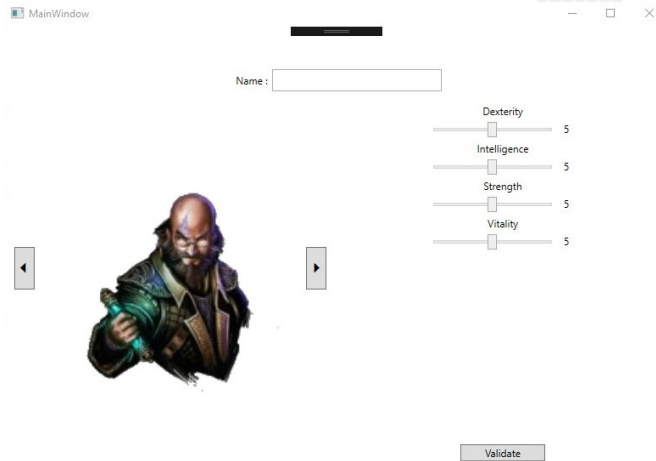 MainWindow
Name :
Dexterity
5
Intelligence
5
Strength
5
Vitality
5
Validate